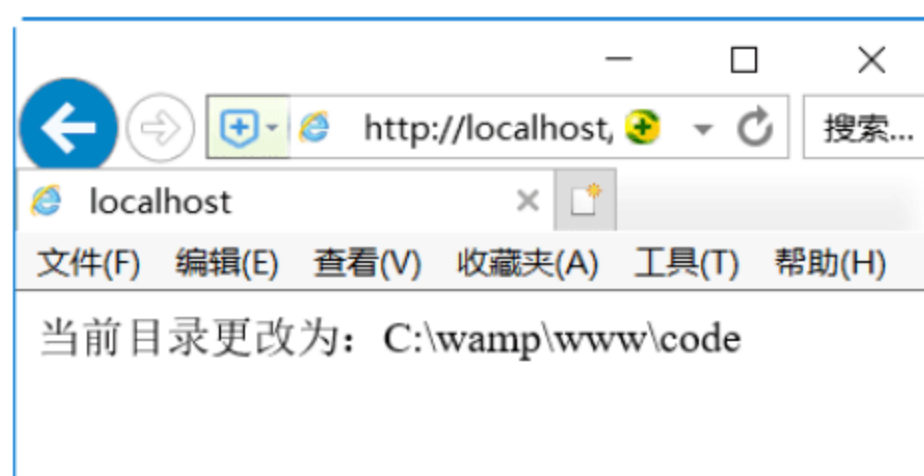 http://localhost,
搜索...
localhost
文件(F) 编辑(E) 查看(V) 收藏夹(A) 工具(T) 帮助(H)
当前目录更改为：C:\wamp\www\code